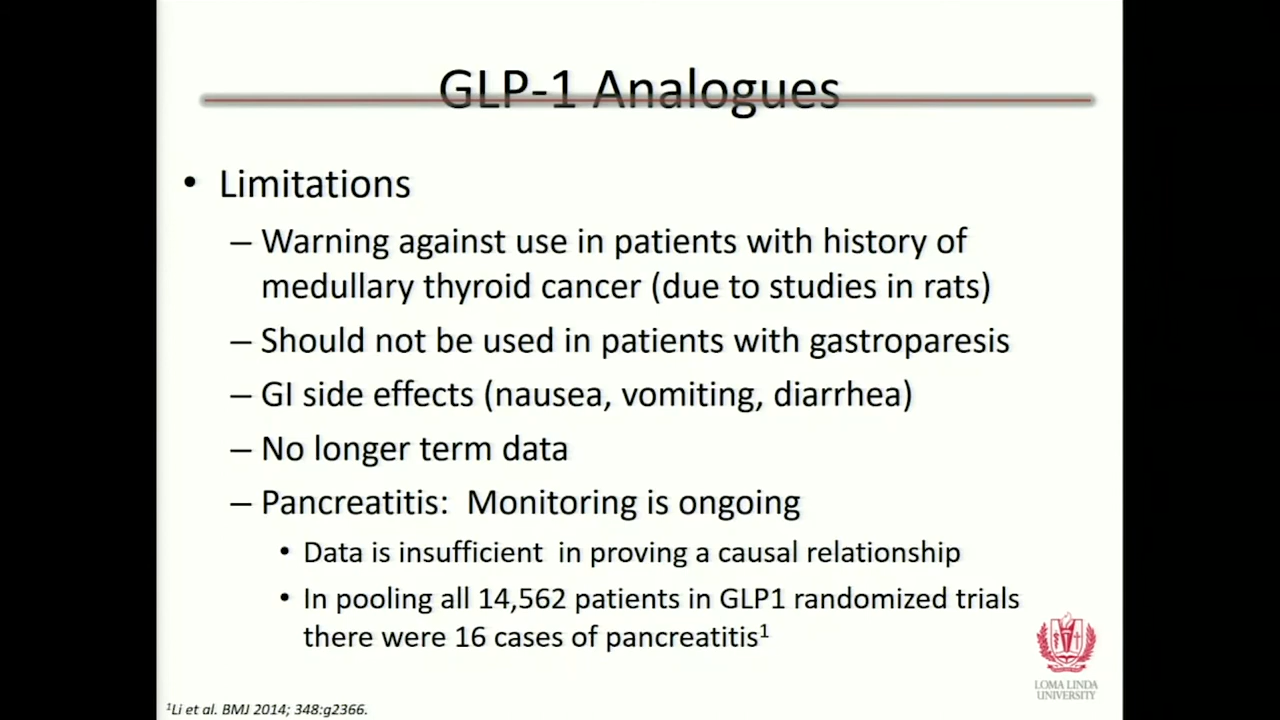 GLP-1 Analogues
• Limitations
– Warning against use in patients with history of
medullary thyroid cancer (due to studies in rats)
– Should not be used in patients with gastroparesis
– GI side effects (nausea, vomiting, diarrhea)
– No longer term data
– Pancreatitis:  Monitoring is ongoing
• Data is insufficient  in proving a causal relationship
• In pooling all 14,562 patients in GLP1 randomized trials
there were 16 cases of pancreatitis¹
LOMA LINDA
UNIVERSITY
¹Li et al. BMJ 2014; 348:g2366.